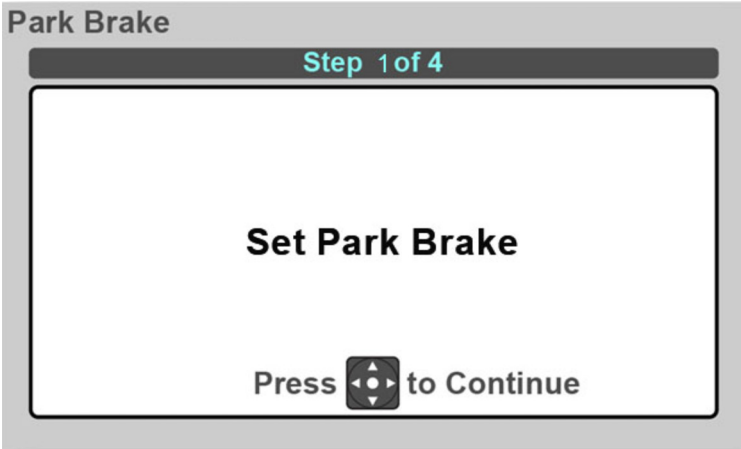 Park Brake
Step 1 of 4
Set Park Brake
Press to Continue